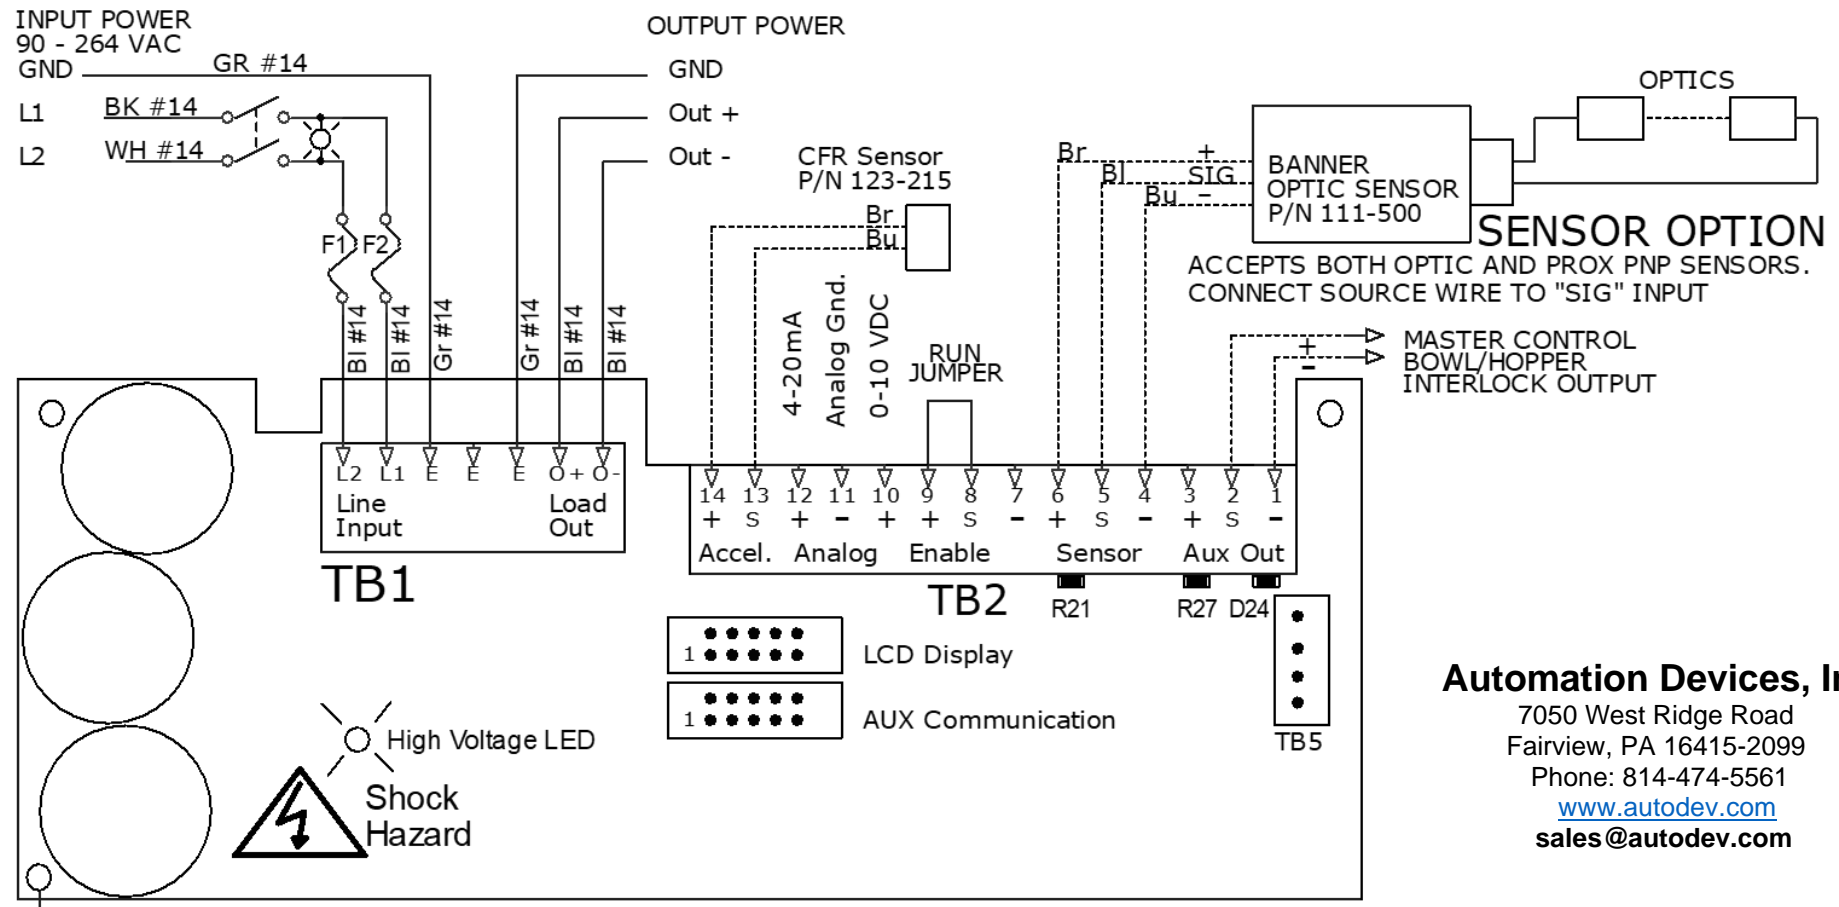 INPUT POWER
90 - 264 VAC
GND
GR #14
L1
BK #14
L2
WH #14
OUTPUT POWER
GND
Out +
Out -
F1
F2
Bl #14
Bl #14
Gr #14
Gr #14
Bl #14
Bl #14
CFR Sensor
P/N 123-215
Br
Bu
4-20mA
Analog Gnd.
0-10 VDC
RUN
JUMPER
Br
Bl
Bu
+
SIG
-
BANNER
OPTIC SENSOR
P/N 111-500
OPTICS
SENSOR OPTION
ACCEPTS BOTH OPTIC AND PROX PNP SENSORS.
CONNECT SOURCE WIRE TO "SIG" INPUT
+
-
MASTER CONTROL
BOWL/HOPPER
INTERLOCK OUTPUT
L2 L1 E E E O+ O-
Line Input
Load Out
TB1
14 13 12 11 10 9 8 7 6 5 4 3 2 1
+ S + - + + S - + S - + S -
Accel. Analog Enable Sensor Aux Out
TB2
R21
R27
D24
1
LCD Display
1
AUX Communication
TB5
High Voltage LED
Shock
Hazard
Automation Devices, I
7050 West Ridge Road
Fairview, PA 16415-2099
Phone: 814-474-5561
www.autodev.com
sales@autodev.com